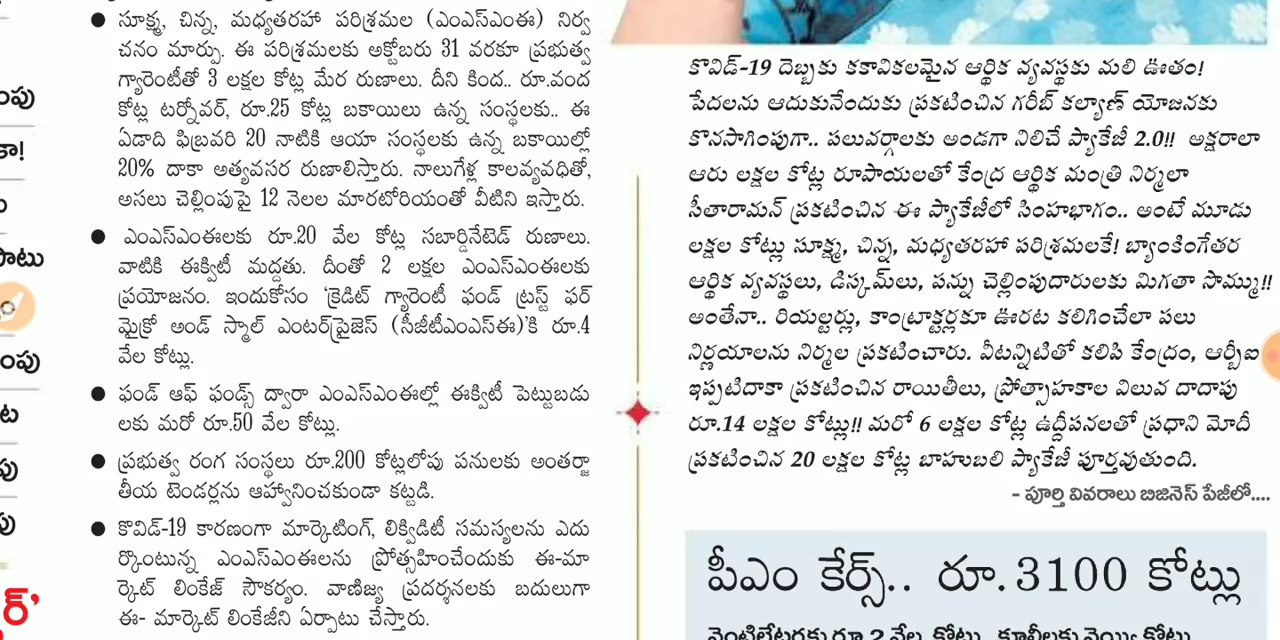 ంపు
కా!
పాటు
ంపు
ట
పు
పు
ర్'
● సూక్ష్మ, చిన్న, మధ్యతరహా పరిశ్రమల (ఎంఎస్ఎంఈ) నిర్వ
చనం మార్పు. ఈ పరిశ్రమలకు అక్టోబరు 31 వరకూ ప్రభుత్వ
గ్యారెంటీతో 3 లక్షల కోట్ల మేర రుణాలు. దీని కింద.. రూ.వంద
కోట్ల టర్నోవర్, రూ.25 కోట్ల బకాయిలు ఉన్న సంస్థలకు.. ఈ
ఏడాది ఫిబ్రవరి 20 నాటికి ఆయా సంస్థలకు ఉన్న బకాయిల్లో
20% దాకా అత్యవసర రుణాలిస్తారు. నాలుగేళ్ల కాలవ్యవధితో,
అసలు చెల్లింపుపై 12 నెలల మారటోరియంతో వీటిని ఇస్తారు.
● ఎంఎస్ఎంఈలకు రూ.20 వేల కోట్ల సబార్డినేటెడ్ రుణాలు.
వాటికి ఈక్విటీ మద్దతు. దీంతో 2 లక్షల ఎంఎస్ఎంఈలకు
ప్రయోజనం. ఇందుకోసం ‘క్రెడిట్ గ్యారెంటీ ఫండ్ ట్రస్ట్ ఫర్
మైక్రో అండ్ స్మాల్ ఎంటర్‌ప్రైజెస్ (సీజీటీఎంఎస్ఈ)’కి రూ.4
వేల కోట్లు.
● ఫండ్ ఆఫ్ ఫండ్స్ ద్వారా ఎంఎస్ఎంఈల్లో ఈక్విటీ పెట్టుబడు
లకు మరో రూ.50 వేల కోట్లు.
● ప్రభుత్వ రంగ సంస్థలు రూ.200 కోట్లలోపు పనులకు అంతర్జా
తీయ టెండర్లను ఆహ్వానించకుండా కట్టడి.
● కొవిడ్-19 కారణంగా మార్కెటింగ్, లిక్విడిటీ సమస్యలను ఎదు
ర్కొంటున్న ఎంఎస్ఎంఈలను ప్రోత్సహించేందుకు ఈ-మా
ర్కెట్ లింకేజ్ సౌకర్యం. వాణిజ్య ప్రదర్శనలకు బదులుగా
ఈ- మార్కెట్ లింకేజీని ఏర్పాటు చేస్తారు.
కొవిడ్-19 దెబ్బకు కకావికలమైన ఆర్థిక వ్యవస్థకు మలి ఊతం!
పేదలను ఆదుకునేందుకు ప్రకటించిన గరీబ్ కల్యాణ్ యోజనకు
కొనసాగింపుగా.. పలువర్గాలకు అండగా నిలిచే ప్యాకేజీ 2.0!! అక్షరాలా
ఆరు లక్షల కోట్ల రూపాయలతో కేంద్ర ఆర్థిక మంత్రి నిర్మలా
సీతారామన్ ప్రకటించిన ఈ ప్యాకేజీలో సింహభాగం.. అంటే మూడు
లక్షల కోట్లు సూక్ష్మ, చిన్న, మధ్యతరహా పరిశ్రమలకే! బ్యాంకింగేతర
ఆర్థిక వ్యవస్థలు, డిస్కమ్‌లు, పన్ను చెల్లింపుదారులకు మిగతా సొమ్ము!!
అంతేనా.. రియల్టర్లు, కాంట్రాక్టర్లకూ ఊరట కలిగించేలా పలు
నిర్ణయాలను నిర్మల ప్రకటించారు. వీటన్నిటితో కలిపి కేంద్రం, ఆర్బీఐ
ఇప్పటిదాకా ప్రకటించిన రాయితీలు, ప్రోత్సాహకాల విలువ దాదాపు
రూ.14 లక్షల కోట్లు!! మరో 6 లక్షల కోట్ల ఉద్దీపనలతో ప్రధాని మోదీ
ప్రకటించిన 20 లక్షల కోట్ల బాహుబలి ప్యాకేజీ పూర్తవుతుంది.
- పూర్తి వివరాలు బిజినెస్ పేజీలో....
పీఎం కేర్స్.. రూ.3100 కోట్లు
వెంటిలేటర్లకు రూ.2 వేల కోట్లు, కూలీలకు వెయ్యి కోట్లు